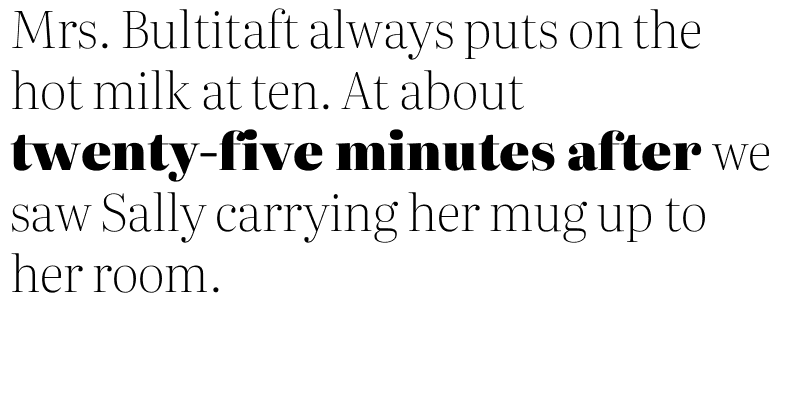 Mrs. Bultitaft always puts on the
hot milk at ten. At about
twenty-five minutes after we
saw Sally carrying her mug up to
her room.